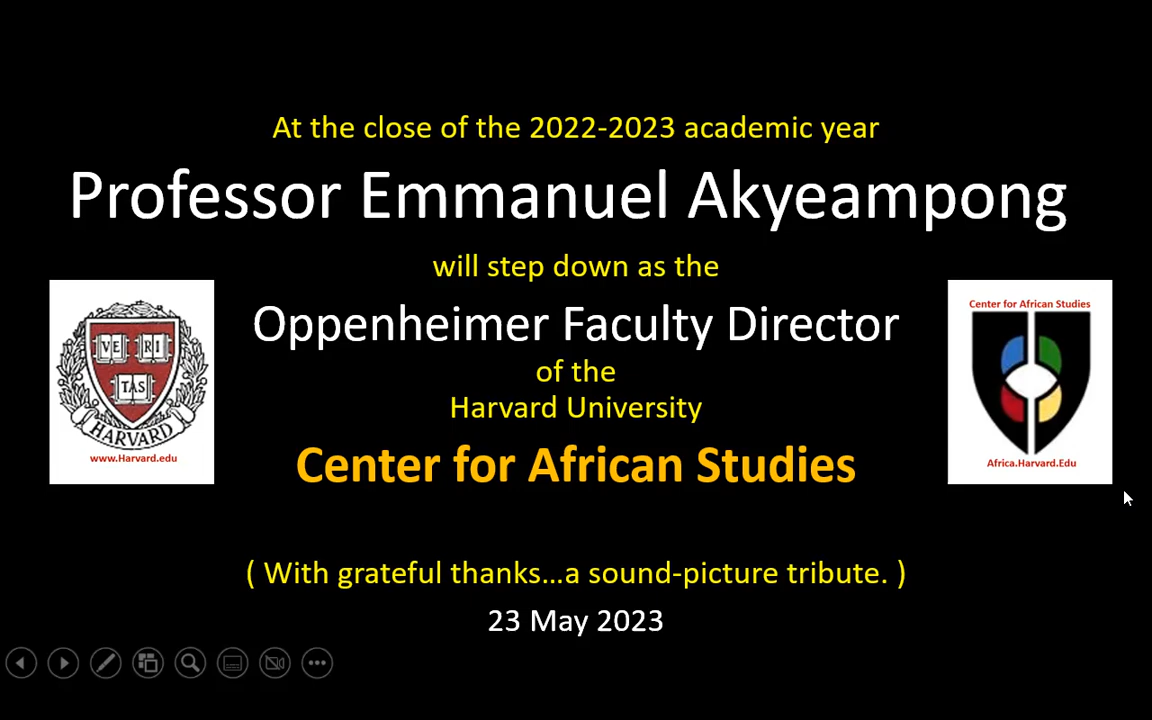 At the close of the 2022-2023 academic year
Professor Emmanuel Akyeampong
will step down as the
Oppenheimer Faculty Director
of the
Harvard University
Center for African Studies
VE RI
TAS
HARVARD
www.Harvard.edu
Center for African Studies
Africa.Harvard.Edu
( With grateful thanks...a sound-picture tribute. )
23 May 2023